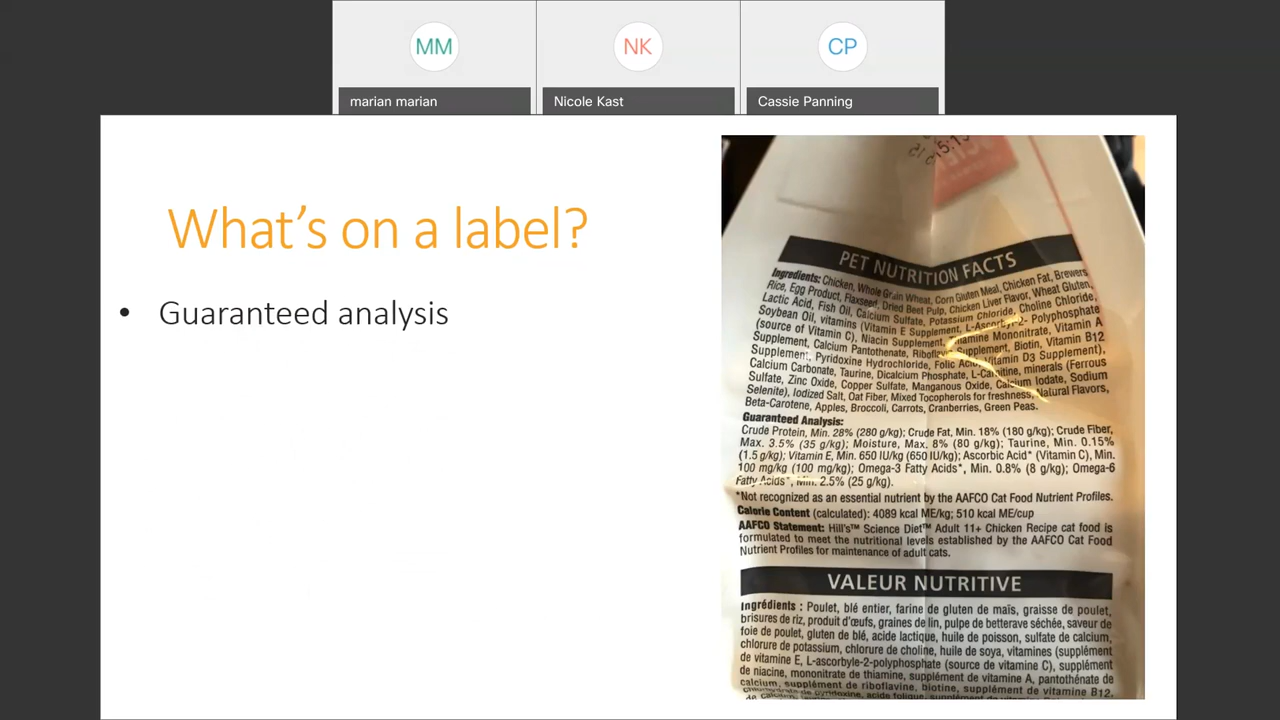 MM
NK
CP
marian marian
Nicole Kast
Cassie Panning
What's on a label?
• Guaranteed analysis
15:13
PET NUTRITION FACTS
Ingredients: Chicken, Whole Grain Wheat, Corn Gluten Meal, Chicken Fat, Brewers
Rice, Egg Product, Flaxseed, Dried Beet Pulp, Chicken Liver Flavor, Wheat Gluten,
Lactic Acid, Fish Oil, Calcium Sulfate, Potassium Chloride, Choline Chloride,
Soybean Oil, vitamins (Vitamin E Supplement, L-Ascorbyl-2- Polyphosphate
(source of Vitamin C), Niacin Supplement, Thiamine Mononitrate, Vitamin A
Supplement, Calcium Pantothenate, Riboflavin Supplement, Biotin, Vitamin B12
Supplement, Pyridoxine Hydrochloride, Folic Acid, Vitamin D3 Supplement),
Calcium Carbonate, Taurine, Dicalcium Phosphate, L-Carnitine, minerals (Ferrous
Sulfate, Zinc Oxide, Copper Sulfate, Manganous Oxide, Calcium Iodate, Sodium
Selenite), Iodized Salt, Oat Fiber, Mixed Tocopherols for freshness, Natural Flavors,
Beta-Carotene, Apples, Broccoli, Carrots, Cranberries, Green Peas.
Guaranteed Analysis:
Crude Protein, Min. 28% (280 g/kg); Crude Fat, Min. 18% (180 g/kg); Crude Fiber,
Max. 3.5% (35 g/kg); Moisture, Max. 8% (80 g/kg); Taurine, Min. 0.15%
(1.5 g/kg); Vitamin E, Min. 650 IU/kg (650 IU/kg); Ascorbic Acid* (Vitamin C), Min.
100 mg/kg (100 mg/kg); Omega-3 Fatty Acids*, Min. 0.8% (8 g/kg); Omega-6
Fatty Acids*, Min. 2.5% (25 g/kg).
*Not recognized as an essential nutrient by the AAFCO Cat Food Nutrient Profiles.
Calorie Content (calculated): 4089 kcal ME/kg; 510 kcal ME/cup
AAFCO Statement: Hill's™ Science Diet™ Adult 11+ Chicken Recipe cat food is
formulated to meet the nutritional levels established by the AAFCO Cat Food
Nutrient Profiles for maintenance of adult cats.
VALEUR NUTRITIVE
Ingrédients : Poulet, blé entier, farine de gluten de maïs, graisse de poulet,
brisures de riz, produit d'œufs, graines de lin, pulpe de betterave séchée, saveur de
foie de poulet, gluten de blé, acide lactique, huile de poisson, sulfate de calcium,
chlorure de potassium, chlorure de choline, huile de soya, vitamines (supplément
de vitamine E, L-ascorbyle-2-polyphosphate (source de vitamine C), supplément
de niacine, mononitrate de thiamine, supplément de vitamine A, pantothénate de
calcium, supplément de riboflavine, biotine, supplément de vitamine B12,